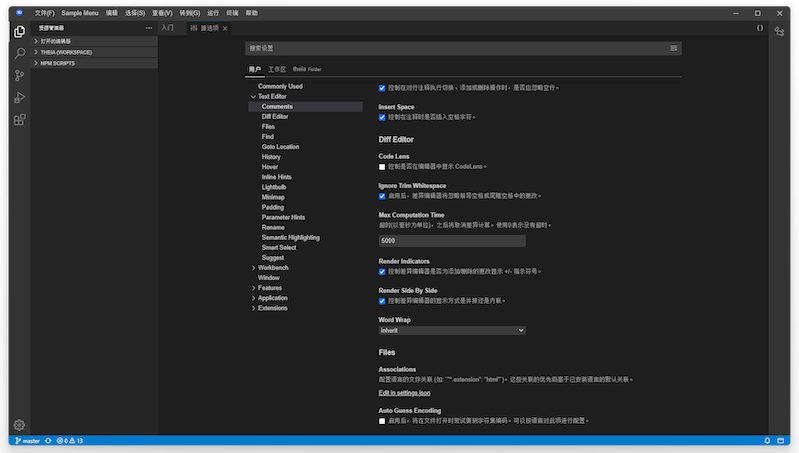 文件(F) Sample Menu 编辑 选择(S) 查看(V) 转到(G) 运行 终端 帮助
资源管理器
打开的编辑器
THEIA (WORKSPACE)
NPM SCRIPTS
入门 首选项
搜索设置
用户 工作区 theia Folder
Commonly Used
Text Editor
Comments
Diff Editor
Files
Find
Goto Location
History
Hover
Inline Hints
Lightbulb
Minimap
Padding
Parameter Hints
Rename
Semantic Highlighting
Smart Select
Suggest
Workbench
Window
Features
Application
Extensions
控制在对行注释执行切换、添加或删除操作时，是否应忽略空行。
Insert Space
控制在注释时是否插入空格字符。
Diff Editor
Code Lens
控制是否在编辑器中显示 CodeLens。
Ignore Trim Whitespace
启用后，差异编辑器将忽略前导空格或尾随空格中的更改。
Max Computation Time
超时(以毫秒为单位)，之后将取消差异计算。使用0表示没有超时。
5000
Render Indicators
控制差异编辑器是否为添加/删除的更改显示 +/- 指示符号。
Render Side By Side
控制差异编辑器的显示方式是并排还是内联。
Word Wrap
inherit
Files
Associations
配置语言的文件关联 (如: "*.extension": "html")。这些关联的优先级高于已安装语言的默认关联。
Edit in settings.json
Auto Guess Encoding
启用后，将在文件打开时尝试猜测字符集编码。可以按语言对此项进行配置。
master 0 13